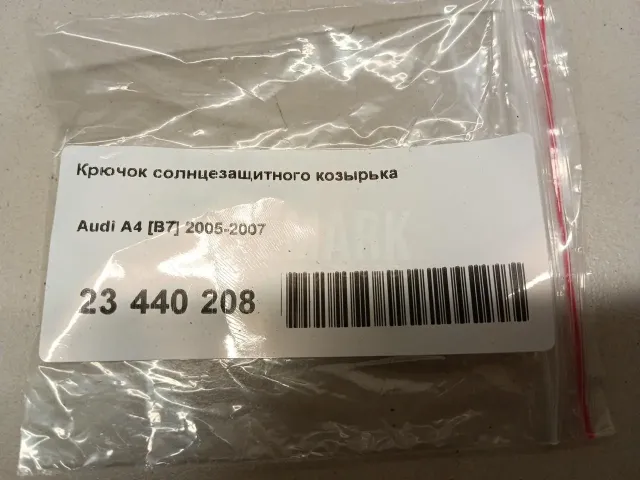 Крючок солнцезащитного козырька
Audi A4 [B7] 2005-2007
23 440 208